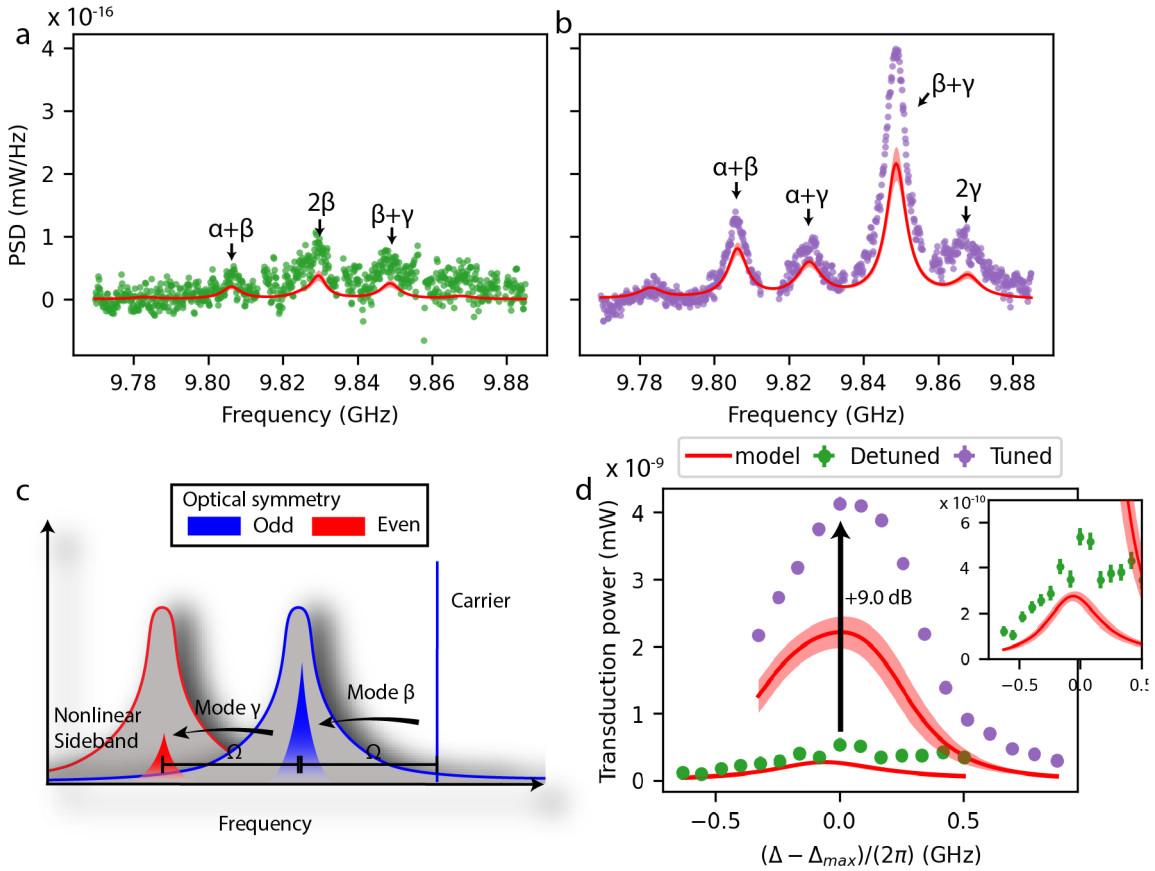 x 10-16
a
b
4
3
2
1
0
PSD (mW/Hz)
α+β
2β
β+γ
α+β
α+γ
β+γ
2γ
9.78 9.80 9.82 9.84 9.86 9.88
Frequency (GHz)
9.78 9.80 9.82 9.84 9.86 9.88
Frequency (GHz)
c
Optical symmetry
Odd Even
Carrier
Mode β
Mode γ
Nonlinear
Sideband
Ω
Ω
Frequency
model Detuned Tuned
x 10-9
d
4
3
2
1
0
Transduction power (mW)
+9.0 dB
x 10-10
6
4
2
0
−0.5 0.0 0.5
−0.5 0.0 0.5
(Δ − Δmax)/(2π) (GHz)